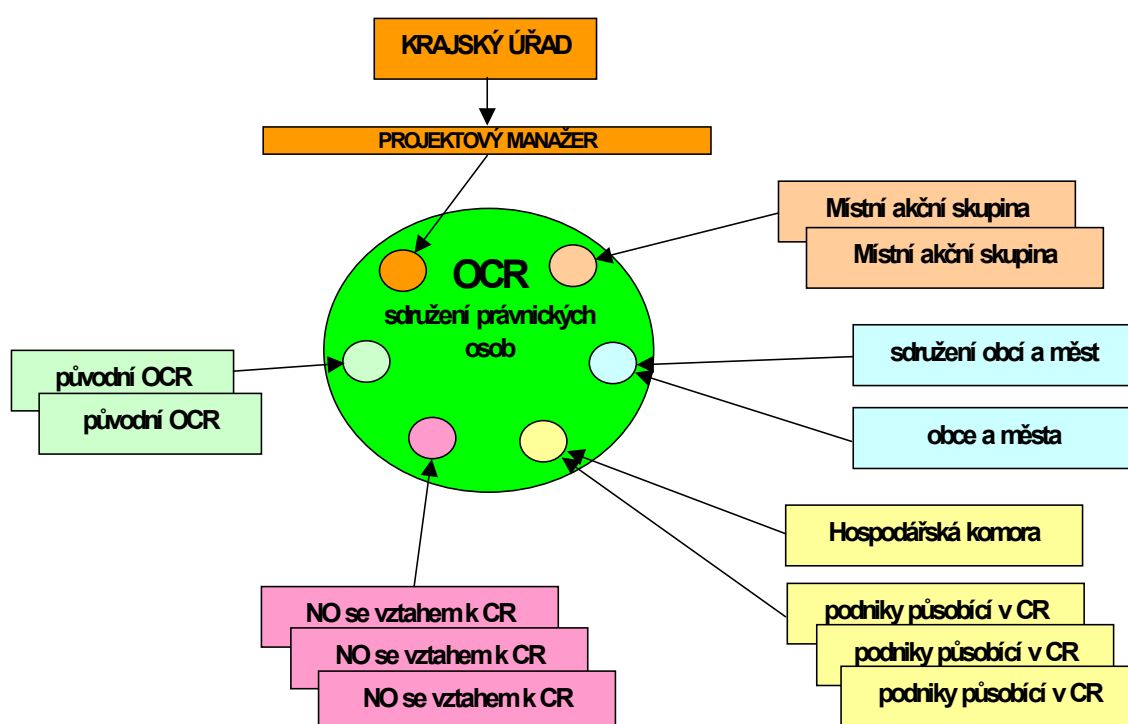 KRAJSKÝ ÚŘAD
PROJEKTOVÝ MANAŽER
Místní akční skupina
Místní akční skupina
OCR
sdružení právnických
osob
sdružení obcí a měst
původní OCR
původní OCR
obce a města
Hospodářská komora
NO se vztahem k CR
NO se vztahem k CR
NO se vztahem k CR
podniky působící v CR
podniky působící v CR
podniky působící v CR